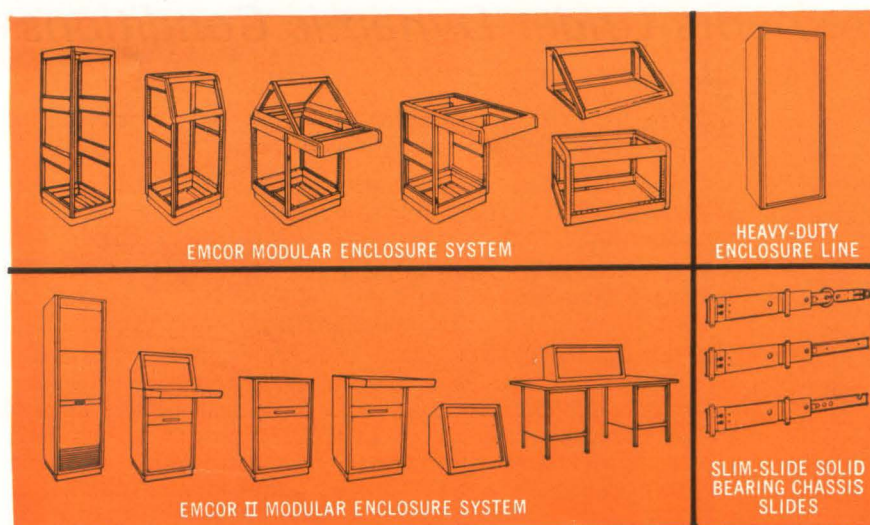 EMCOR MODULAR ENCLOSURE SYSTEM
HEAVY-DUTY
ENCLOSURE LINE
EMCOR II MODULAR ENCLOSURE SYSTEM
SLIM-SLIDE SOLID
BEARING CHASSIS
SLIDES